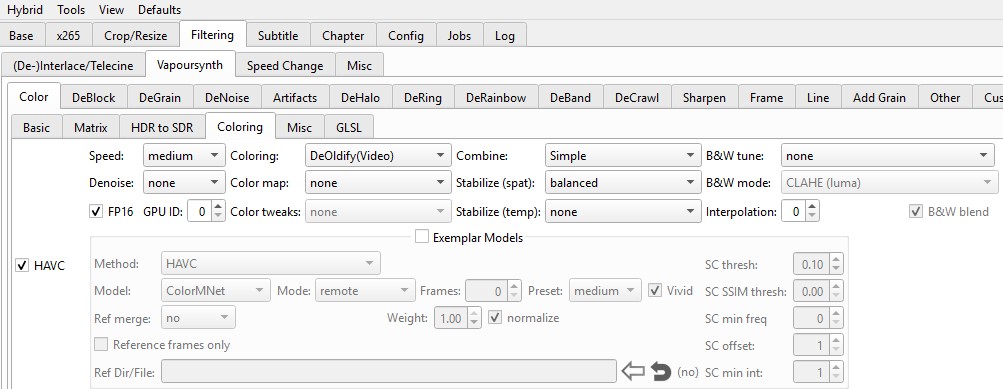 Hybrid Tools View Defaults
Base x265 Crop/Resize Filtering Subtitle Chapter Config Jobs Log
(De-)Interlace/Telecine Vapoursynth Speed Change Misc
Color DeBlock DeGrain DeNoise Artifacts DeHalo DeRing DeRainbow DeBand DeCrawl Sharpen Frame Line Add Grain Other Cus
Basic Matrix HDR to SDR Coloring Misc GLSL
Speed: medium Coloring: DeOldify(Video) Combine: Simple B&W tune: none
Denoise: none Color map: none Stabilize (spat): balanced B&W mode: CLAHE (luma)
FP16 GPU ID: 0 Color tweaks: none Stabilize (temp): none Interpolation: 0 B&W blend
Exemplar Models
HAVC Method: HAVC SC thresh: 0.10
Model: ColorMNet Mode: remote Frames: 0 Preset: medium Vivid SC SSIM thresh: 0.00
Ref merge: no Weight: 1.00 normalize SC min freq 0
Reference frames only SC offset: 1
Ref Dir/File: (no) SC min int: 1